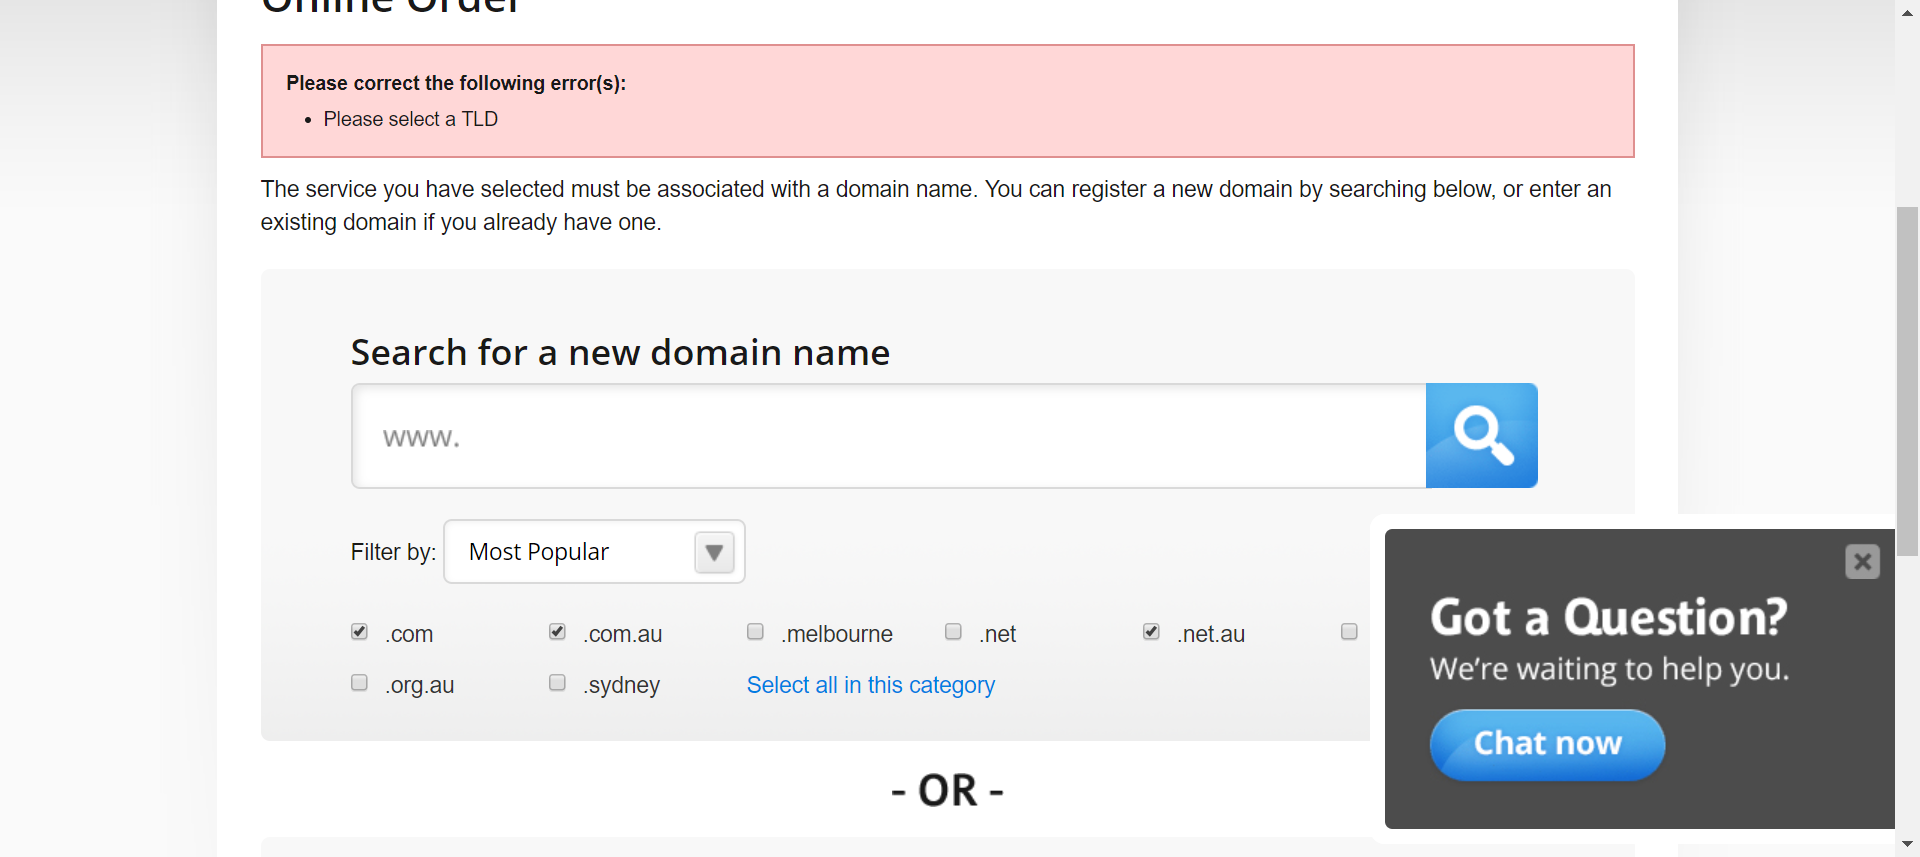 Online Order
Please correct the following error(s):
• Please select a TLD
The service you have selected must be associated with a domain name. You can register a new domain by searching below, or enter an
existing domain if you already have one.
Search for a new domain name
www.
Filter by: Most Popular
.com .com.au .melbourne .net .net.au
.org.au .sydney Select all in this category
Got a Question?
We're waiting to help you.
Chat now
- OR -